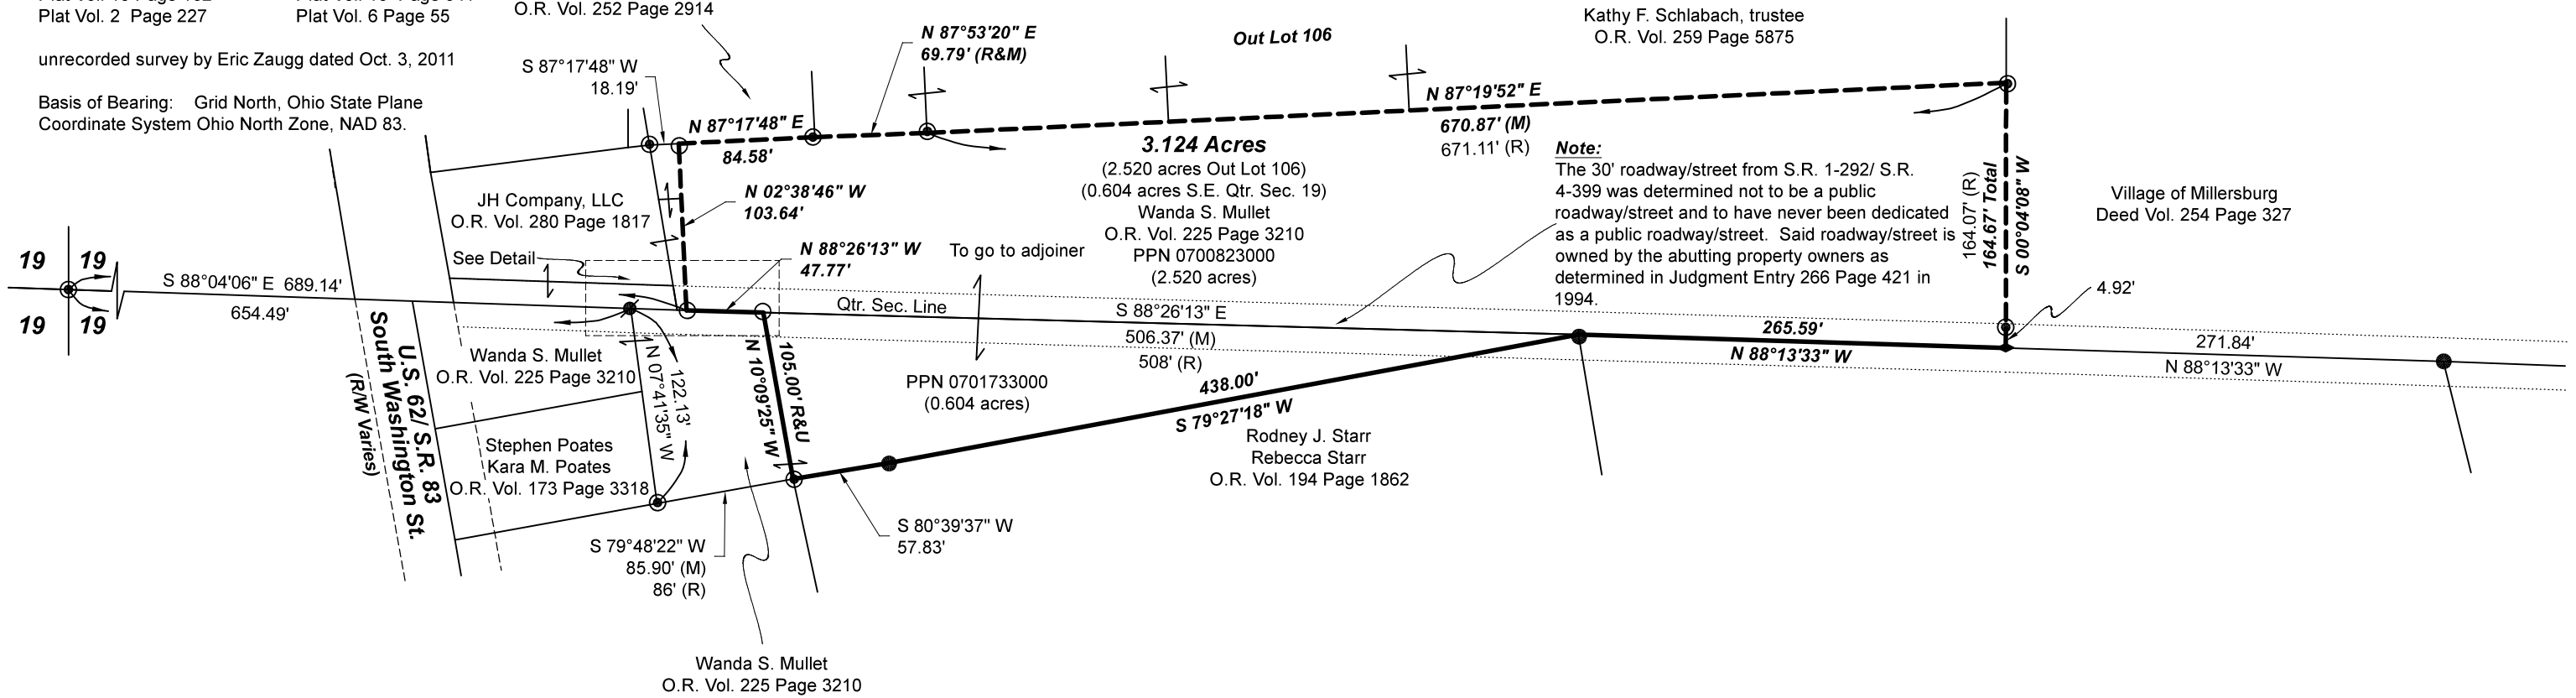 Plat Vol. 2 Page 227
Plat Vol. 6 Page 55
unrecorded survey by Eric Zaugg dated Oct. 3, 2011
Basis of Bearing: Grid North, Ohio State Plane
Coordinate System Ohio North Zone, NAD 83.
O.R. Vol. 252 Page 2914
S 87°17'48" W
18.19'
N 87°53'20" E
69.79' (R&M)
Out Lot 106
Kathy F. Schlabach, trustee
O.R. Vol. 259 Page 5875
N 87°17'48" E
84.58'
N 87°19'52" E
670.87' (M)
671.11' (R)
3.124 Acres
(2.520 acres Out Lot 106)
(0.604 acres S.E. Qtr. Sec. 19)
Wanda S. Mullet
O.R. Vol. 225 Page 3210
PPN 0700823000
(2.520 acres)
Note:
The 30' roadway/street from S.R. 1-292/ S.R.
4-399 was determined not to be a public
roadway/street and to have never been dedicated
as a public roadway/street. Said roadway/street is
owned by the abutting property owners as
determined in Judgment Entry 266 Page 421 in
1994.
164.07' (R)
164.67' Total
S 00°04'08" W
Village of Millersburg
Deed Vol. 254 Page 327
4.92'
JH Company, LLC
O.R. Vol. 280 Page 1817
N 02°38'46" W
103.64'
See Detail
N 88°26'13" W
47.77'
To go to adjoiner
19
19
19
19
S 88°04'06" E 689.14'
654.49'
Qtr. Sec. Line
S 88°26'13" E
506.37' (M)
508' (R)
265.59'
N 88°13'33" W
271.84'
N 88°13'33" W
U.S. 62/ S.R. 83
South Washington St.
(R/W Varies)
Wanda S. Mullet
O.R. Vol. 225 Page 3210
122.13'
N 07°41'35" W
105.00' R&U
N 10°09'25" W
PPN 0701733000
(0.604 acres)
438.00'
S 79°27'18" W
Stephen Poates
Kara M. Poates
O.R. Vol. 173 Page 3318
Rodney J. Starr
Rebecca Starr
O.R. Vol. 194 Page 1862
S 80°39'37" W
57.83'
S 79°48'22" W
85.90' (M)
86' (R)
Wanda S. Mullet
O.R. Vol. 225 Page 3210